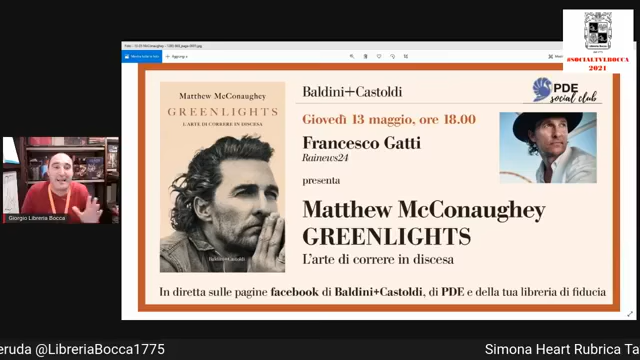 #SOCIALIVEBOCCA
2021
Matthew McConaughey
GREENLIGHTS
L'ARTE DI CORRERE IN DISCESA
Baldini+Castoldi
Baldini+Castoldi
PDE
social club
Giovedì 13 maggio, ore 18.00
Francesco Gatti
Rainews24
presenta
Matthew McConaughey
GREENLIGHTS
L'arte di correre in discesa
In diretta sulle pagine facebook di Baldini+Castoldi, di PDE e della tua libreria di fiducia
Giorgio Libreria Bocca
eruda @LibreriaBocca1775
Simona Heart Rubrica Ta